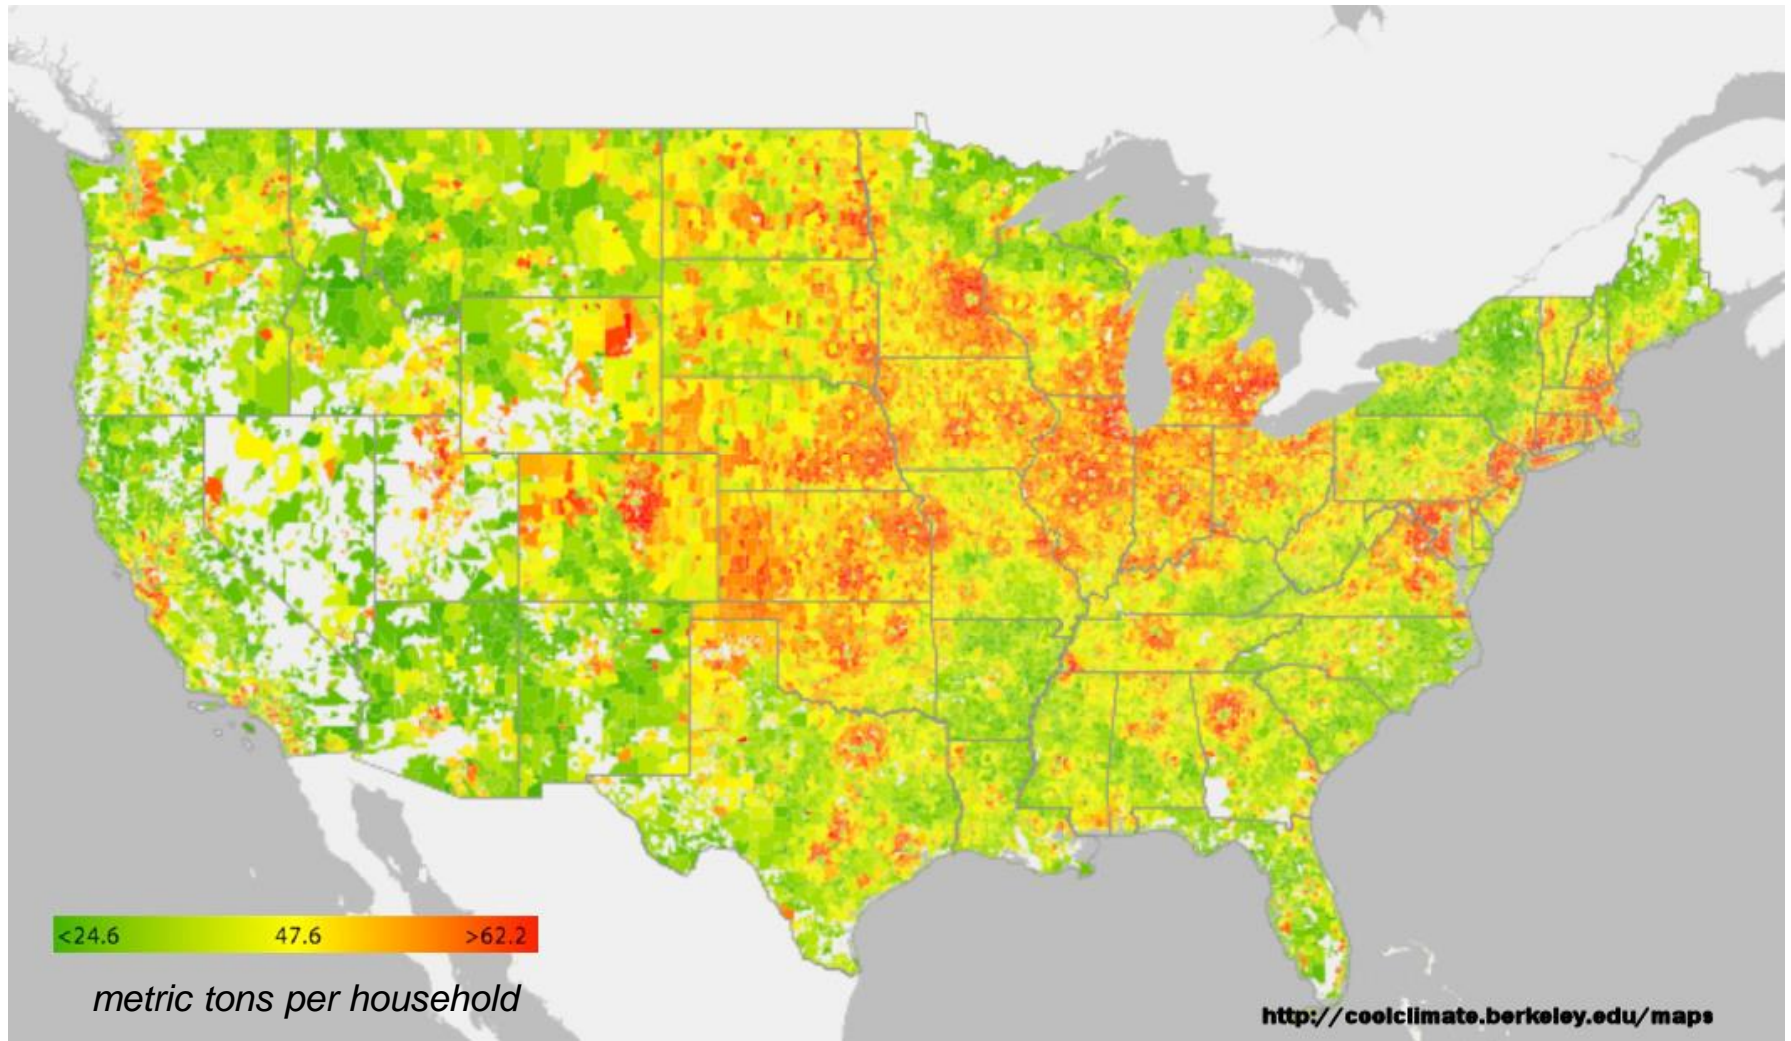 <24.6 47.6 >62.2
metric tons per household
http://coolclimate.berkeley.edu/maps